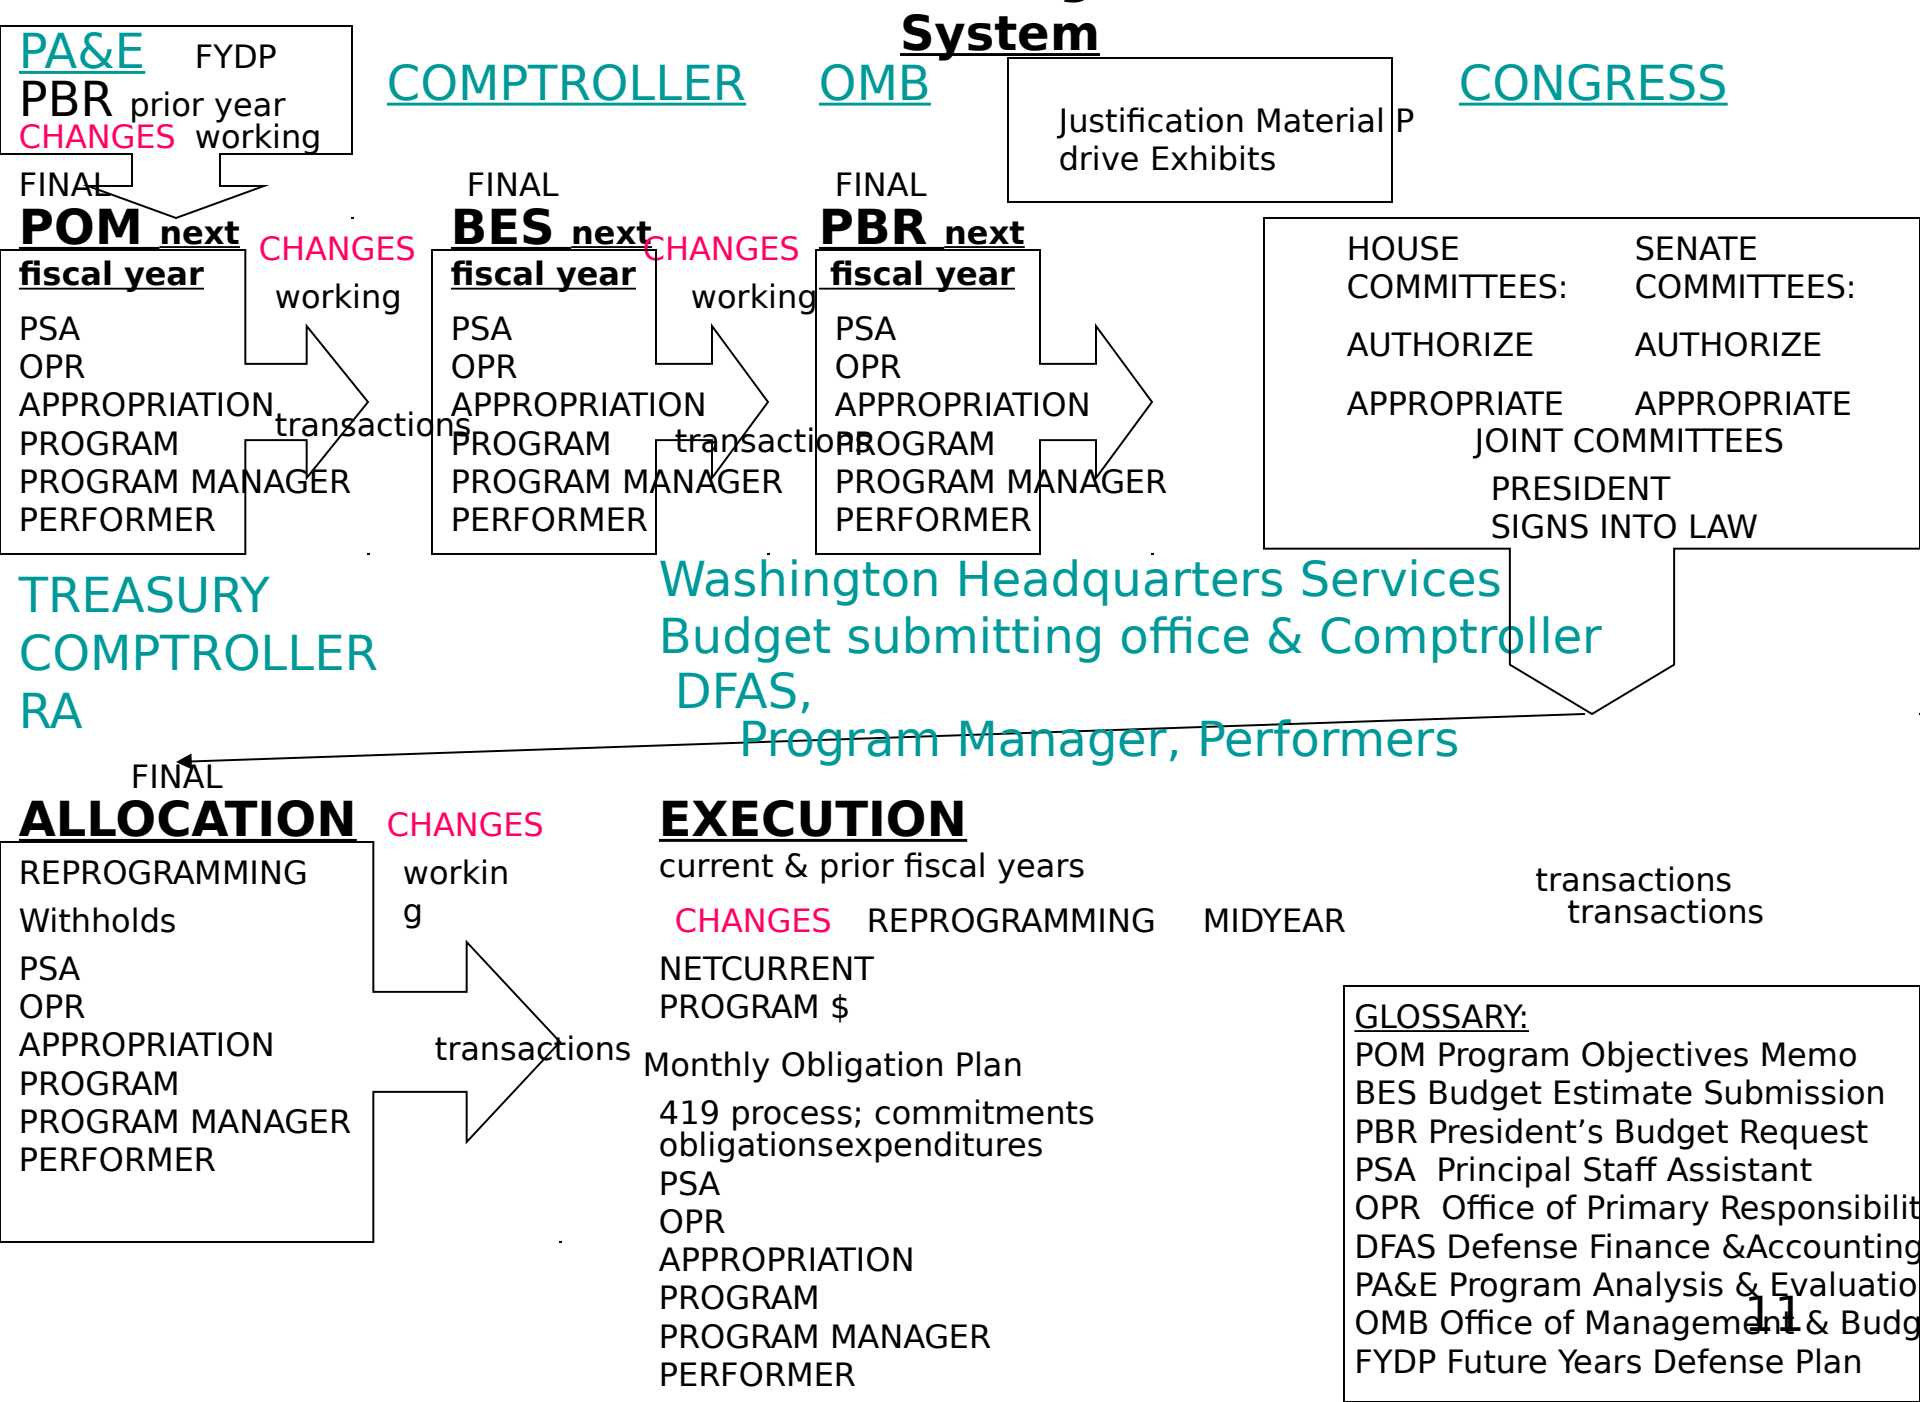 System
PA&E FYDP
PBR prior year
CHANGES working
COMPTROLLER
OMB
Justification Material P
drive Exhibits
CONGRESS
FINAL
POM next
fiscal year
PSA
OPR
APPROPRIATION
PROGRAM
PROGRAM MANAGER
PERFORMER
CHANGES
working
transactions
FINAL
BES next
fiscal year
PSA
OPR
APPROPRIATION
PROGRAM
PROGRAM MANAGER
PERFORMER
CHANGES
working
transactions
FINAL
PBR next
fiscal year
PSA
OPR
APPROPRIATION
PROGRAM
PROGRAM MANAGER
PERFORMER
HOUSE
COMMITTEES:
AUTHORIZE
APPROPRIATE
SENATE
COMMITTEES:
AUTHORIZE
APPROPRIATE
JOINT COMMITTEES
PRESIDENT
SIGNS INTO LAW
TREASURY
COMPTROLLER
RA
Washington Headquarters Services
Budget submitting office & Comptroller
DFAS,
Program Manager, Performers
FINAL
ALLOCATION
REPROGRAMMING
Withholds
PSA
OPR
APPROPRIATION
PROGRAM
PROGRAM MANAGER
PERFORMER
CHANGES
workin
g
transactions
EXECUTION
current & prior fiscal years
CHANGES REPROGRAMMING MIDYEAR
NETCURRENT
PROGRAM $
Monthly Obligation Plan
419 process; commitments
obligationsexpenditures
PSA
OPR
APPROPRIATION
PROGRAM
PROGRAM MANAGER
PERFORMER
transactions
transactions
GLOSSARY:
POM Program Objectives Memo
BES Budget Estimate Submission
PBR President’s Budget Request
PSA Principal Staff Assistant
OPR Office of Primary Responsibilit
DFAS Defense Finance &Accounting
PA&E Program Analysis & Evaluatio
OMB Office of Management & Budg
FYDP Future Years Defense Plan
11